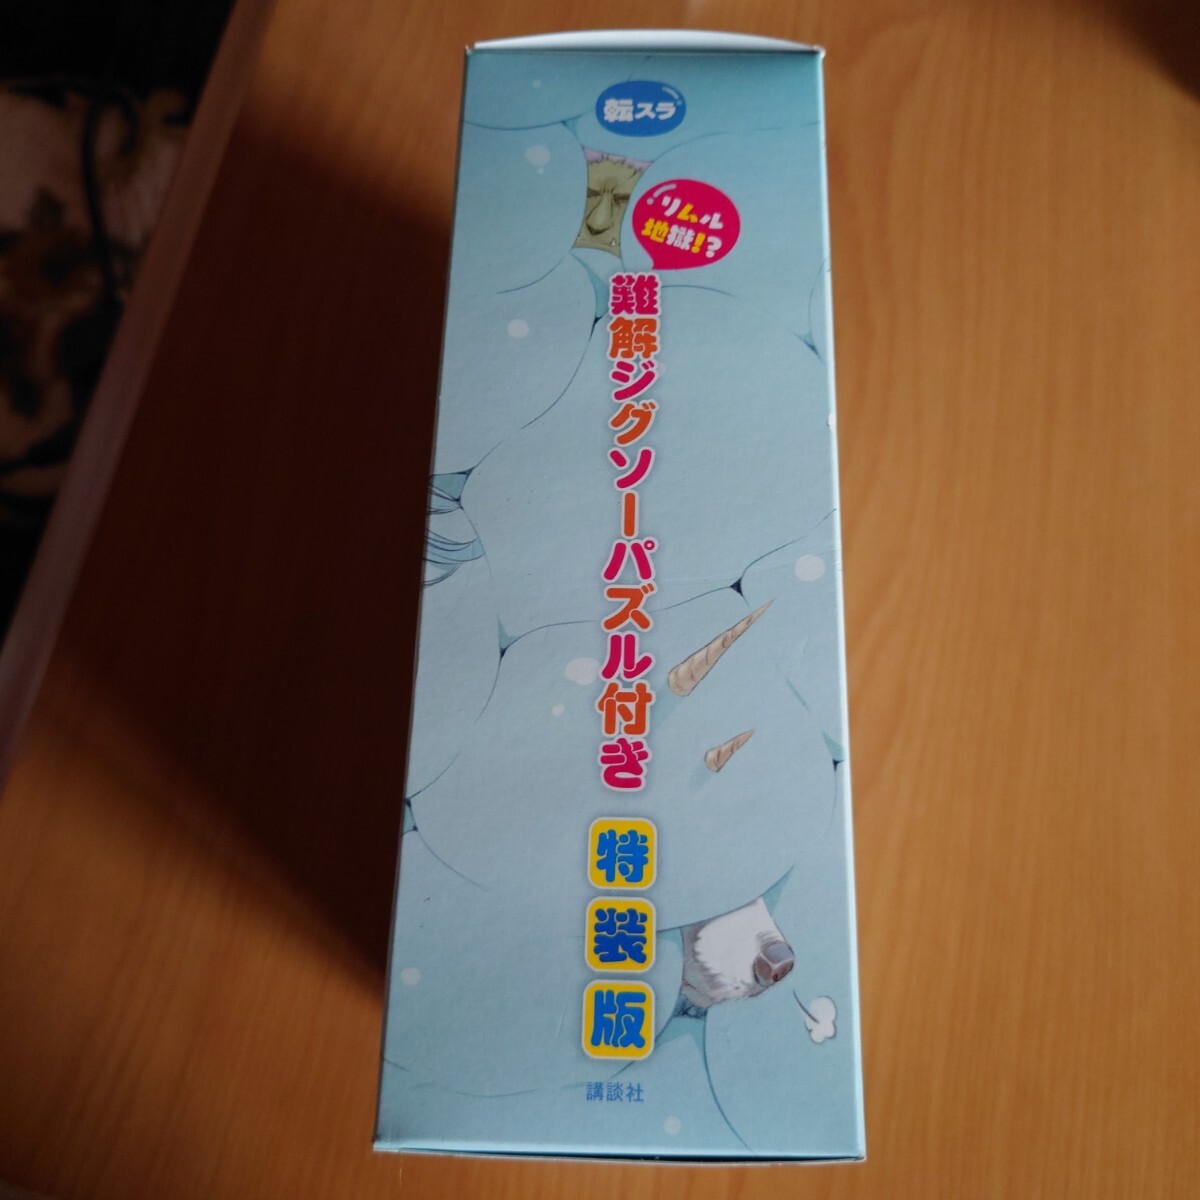 転スラ
リムル
地獄!?
難解ジグソーパズル付き
特装版
講談社